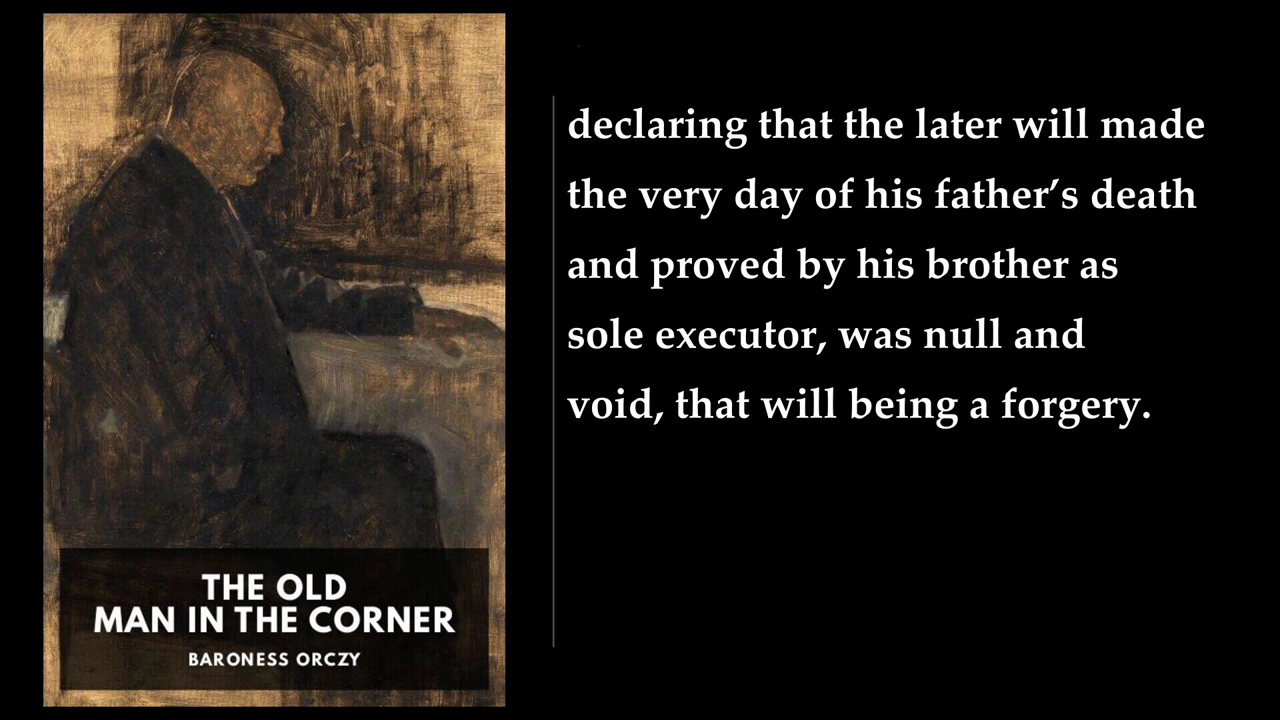 THE OLD
MAN IN THE CORNER
BARONESS ORCZY
declaring that the later will made
the very day of his father’s death
and proved by his brother as
sole executor, was null and
void, that will being a forgery.